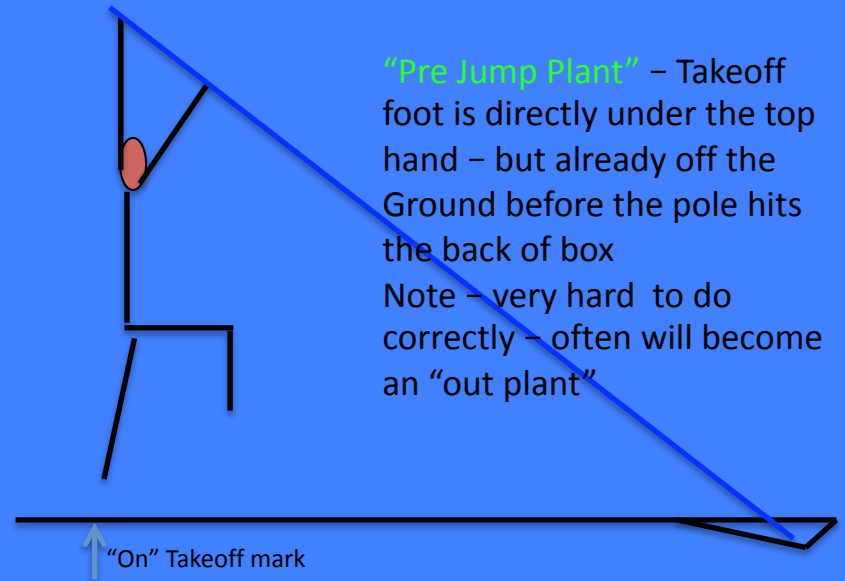 “Pre Jump Plant” – Takeoff
foot is directly under the top
hand – but already off the
Ground before the pole hits
the back of box
Note – very hard  to do
correctly – often will become
an “out plant”
“On” Takeoff mark